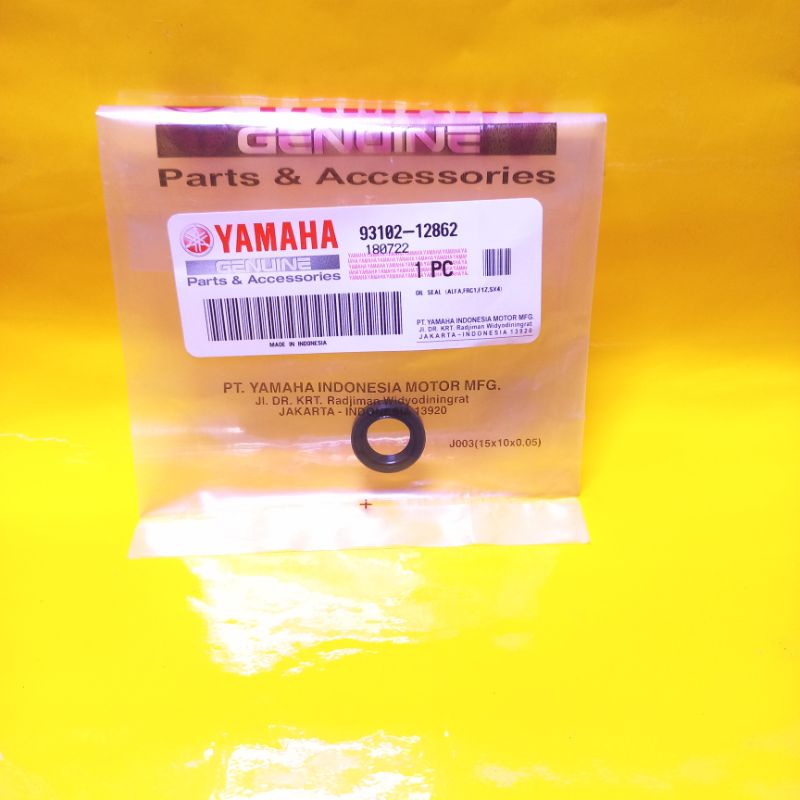 YAMAHA
GENUINE
Parts & Accessories
YAMAHA
GENUINE
Parts & Accessories
93102-12862
180722
1 PC
OIL SEAL (ALFA,FRC1,F1Z,SX4)
MADE IN INDONESIA
PT. YAMAHA INDONESIA MOTOR MFG.
Jl. DR. KRT. Radjiman Widyodiningrat
JAKARTA-INDONESIA 13920
PT. YAMAHA INDONESIA MOTOR MFG.
Jl. DR. KRT. Radjiman Widyodiningrat
JAKARTA - INDONESIA 13920
J003(15x10x0.05)